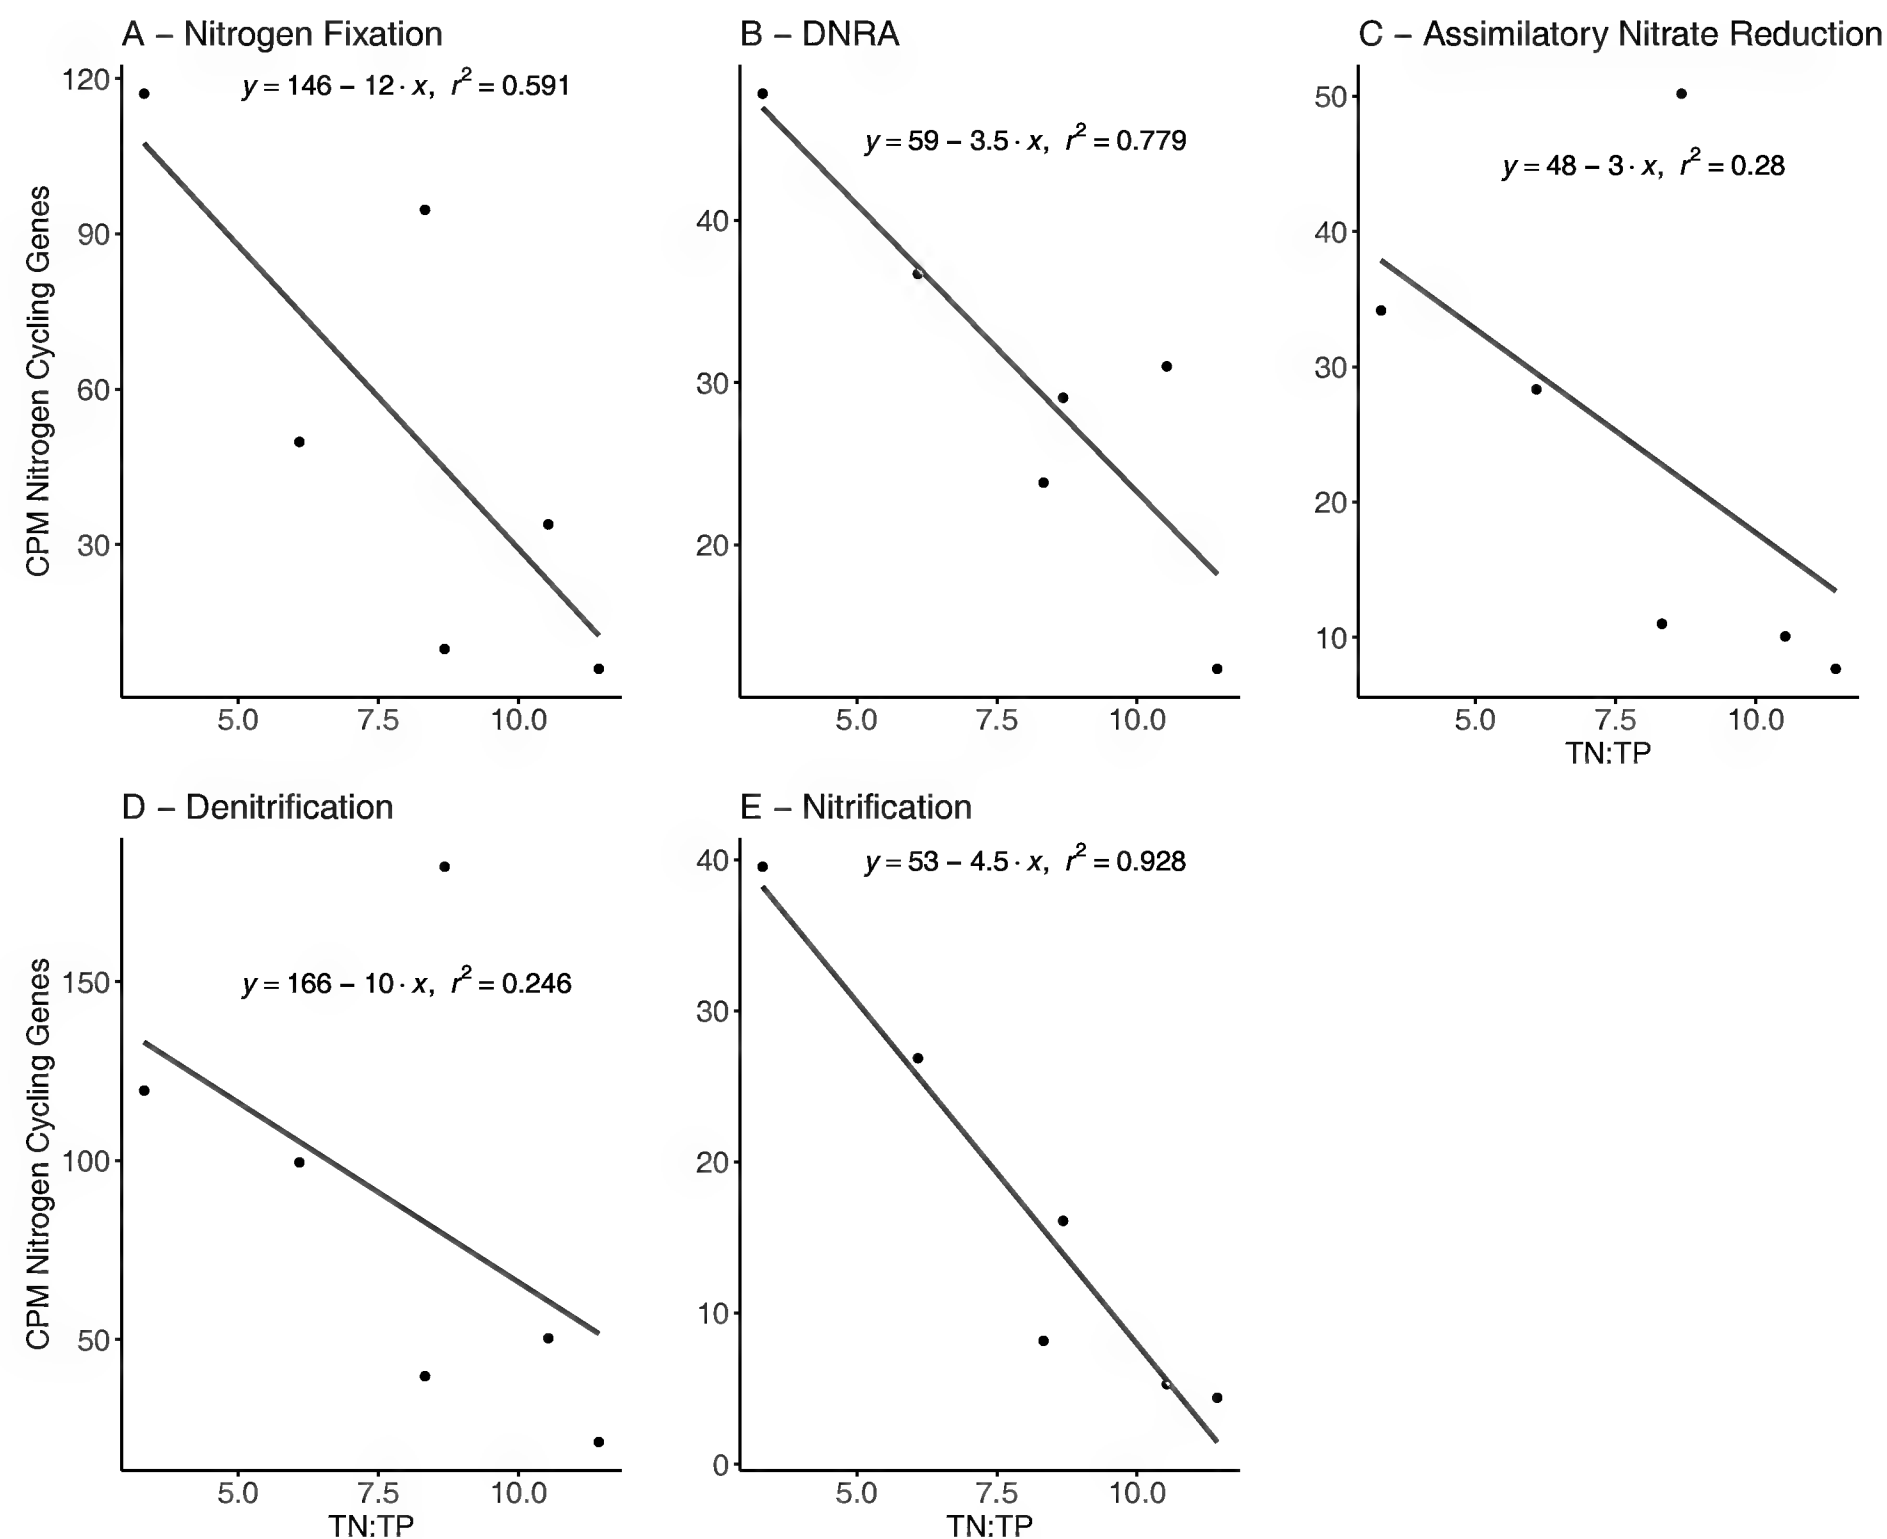 A – Nitrogen Fixation
y = 146 – 12 · x, r² = 0.591
CPM Nitrogen Cycling Genes
120
90
60
30
5.0 7.5 10.0
B – DNRA
y = 59 – 3.5 · x, r² = 0.779
40
30
20
5.0 7.5 10.0
C – Assimilatory Nitrate Reduction
y = 48 – 3 · x, r² = 0.28
50
40
30
20
10
5.0 7.5 10.0
TN:TP
D – Denitrification
y = 166 – 10 · x, r² = 0.246
CPM Nitrogen Cycling Genes
150
100
50
5.0 7.5 10.0
TN:TP
E – Nitrification
y = 53 – 4.5 · x, r² = 0.928
40
30
20
10
0
5.0 7.5 10.0
TN:TP